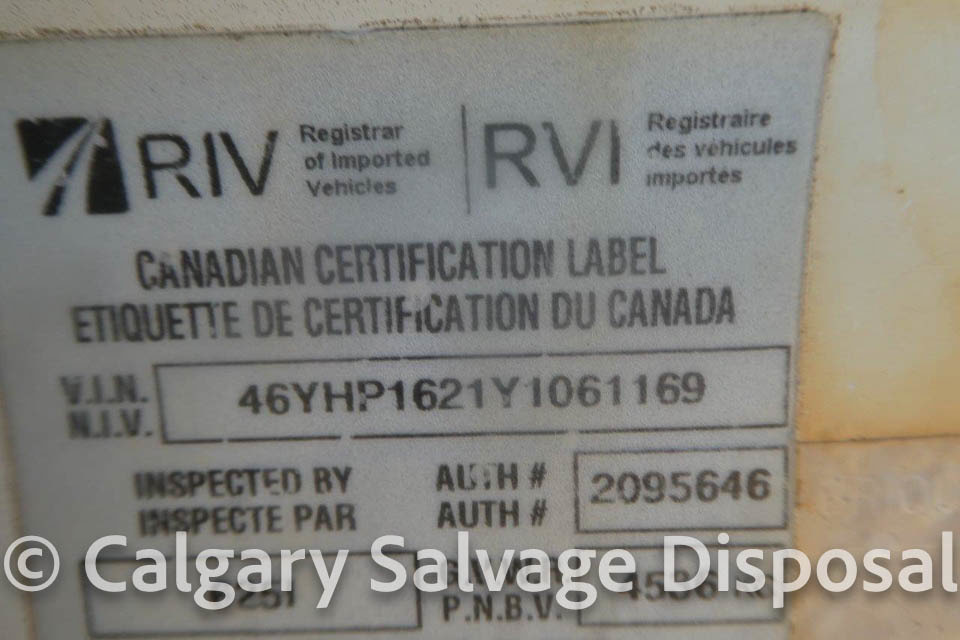 RIV Registrar of Imported Vehicles
RVI Registraire des véhicules importés
CANADIAN CERTIFICATION LABEL
ETIQUETTE DE CERTIFICATION DU CANADA
V.I.N. 46YHP1621Y1061169
N.I.V.
INSPECTED BY AUTH # 2095646
INSPECTE PAR AUTH #
© Calgary Salvage Disposal
P.N.B.V.